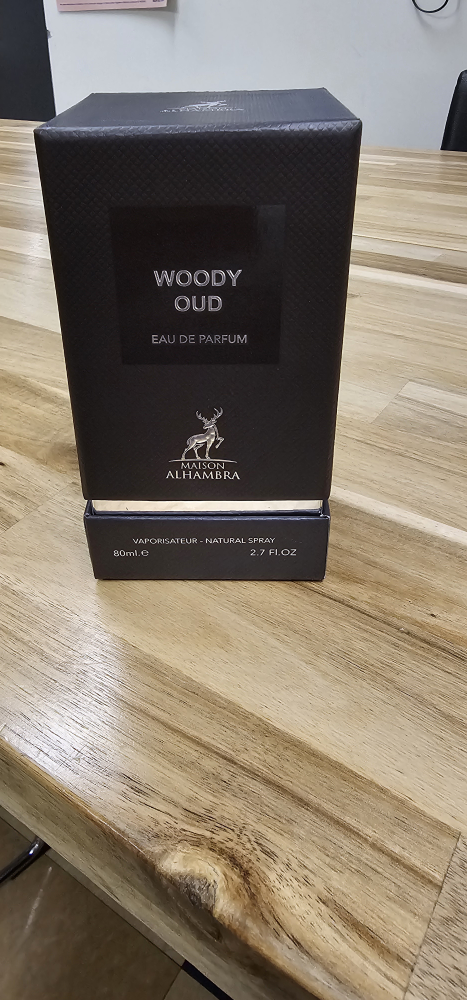 WOODY
OUD
EAU DE PARFUM
MAISON
ALHAMBRA
VAPORISATEUR - NATURAL SPRAY
80ml.℮ 2.7 Fl.OZ